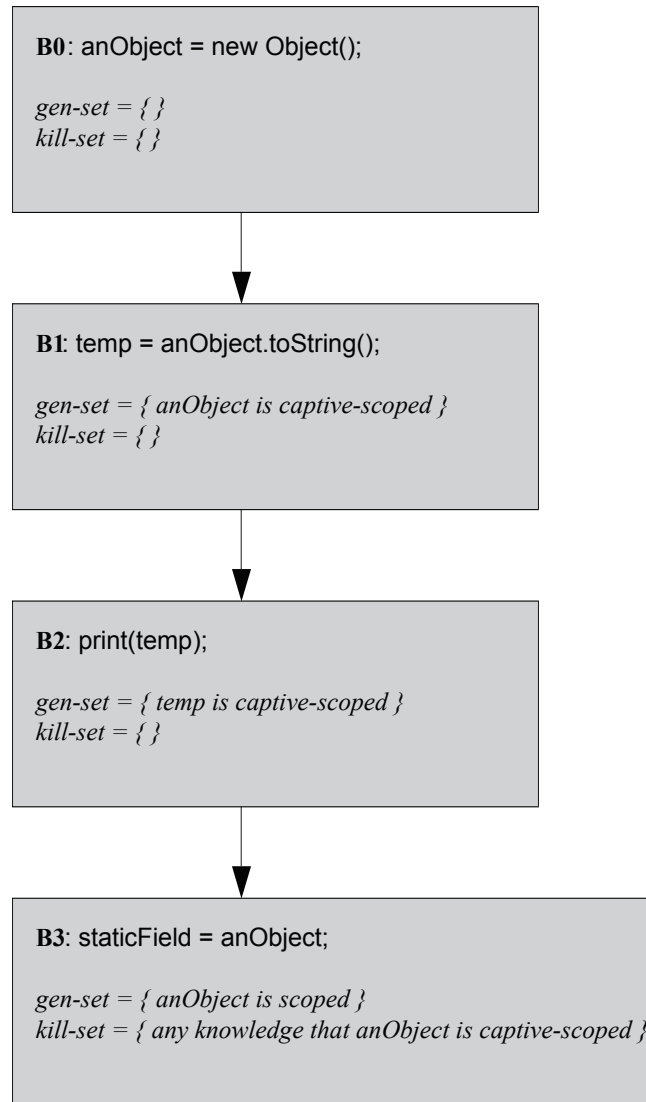 B0: anObject = new Object();
gen-set = { }
kill-set = { }
B1: temp = anObject.toString();
gen-set = { anObject is captive-scoped }
kill-set = { }
B2: print(temp);
gen-set = { temp is captive-scoped }
kill-set = { }
B3: staticField = anObject;
gen-set = { anObject is scoped }
kill-set = { any knowledge that anObject is captive-scoped }